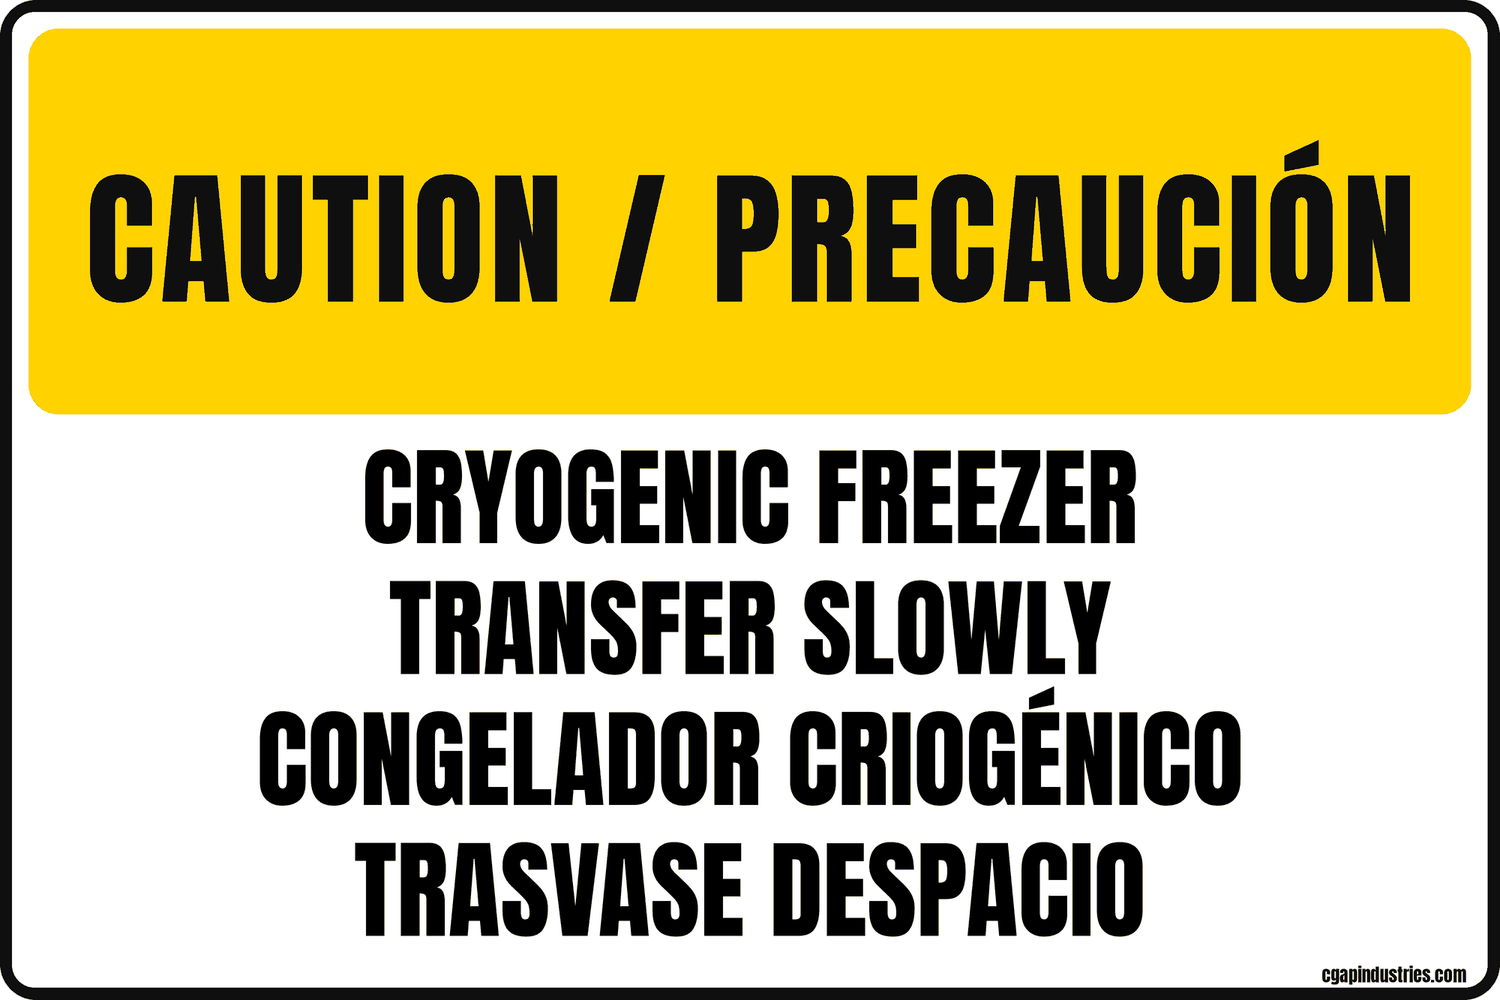 CAUTION / PRECAUCIÓN
CRYOGENIC FREEZER
TRANSFER SLOWLY
CONGELADOR CRIOGÉNICO
TRASVASE DESPACIO
cgapindustries.com